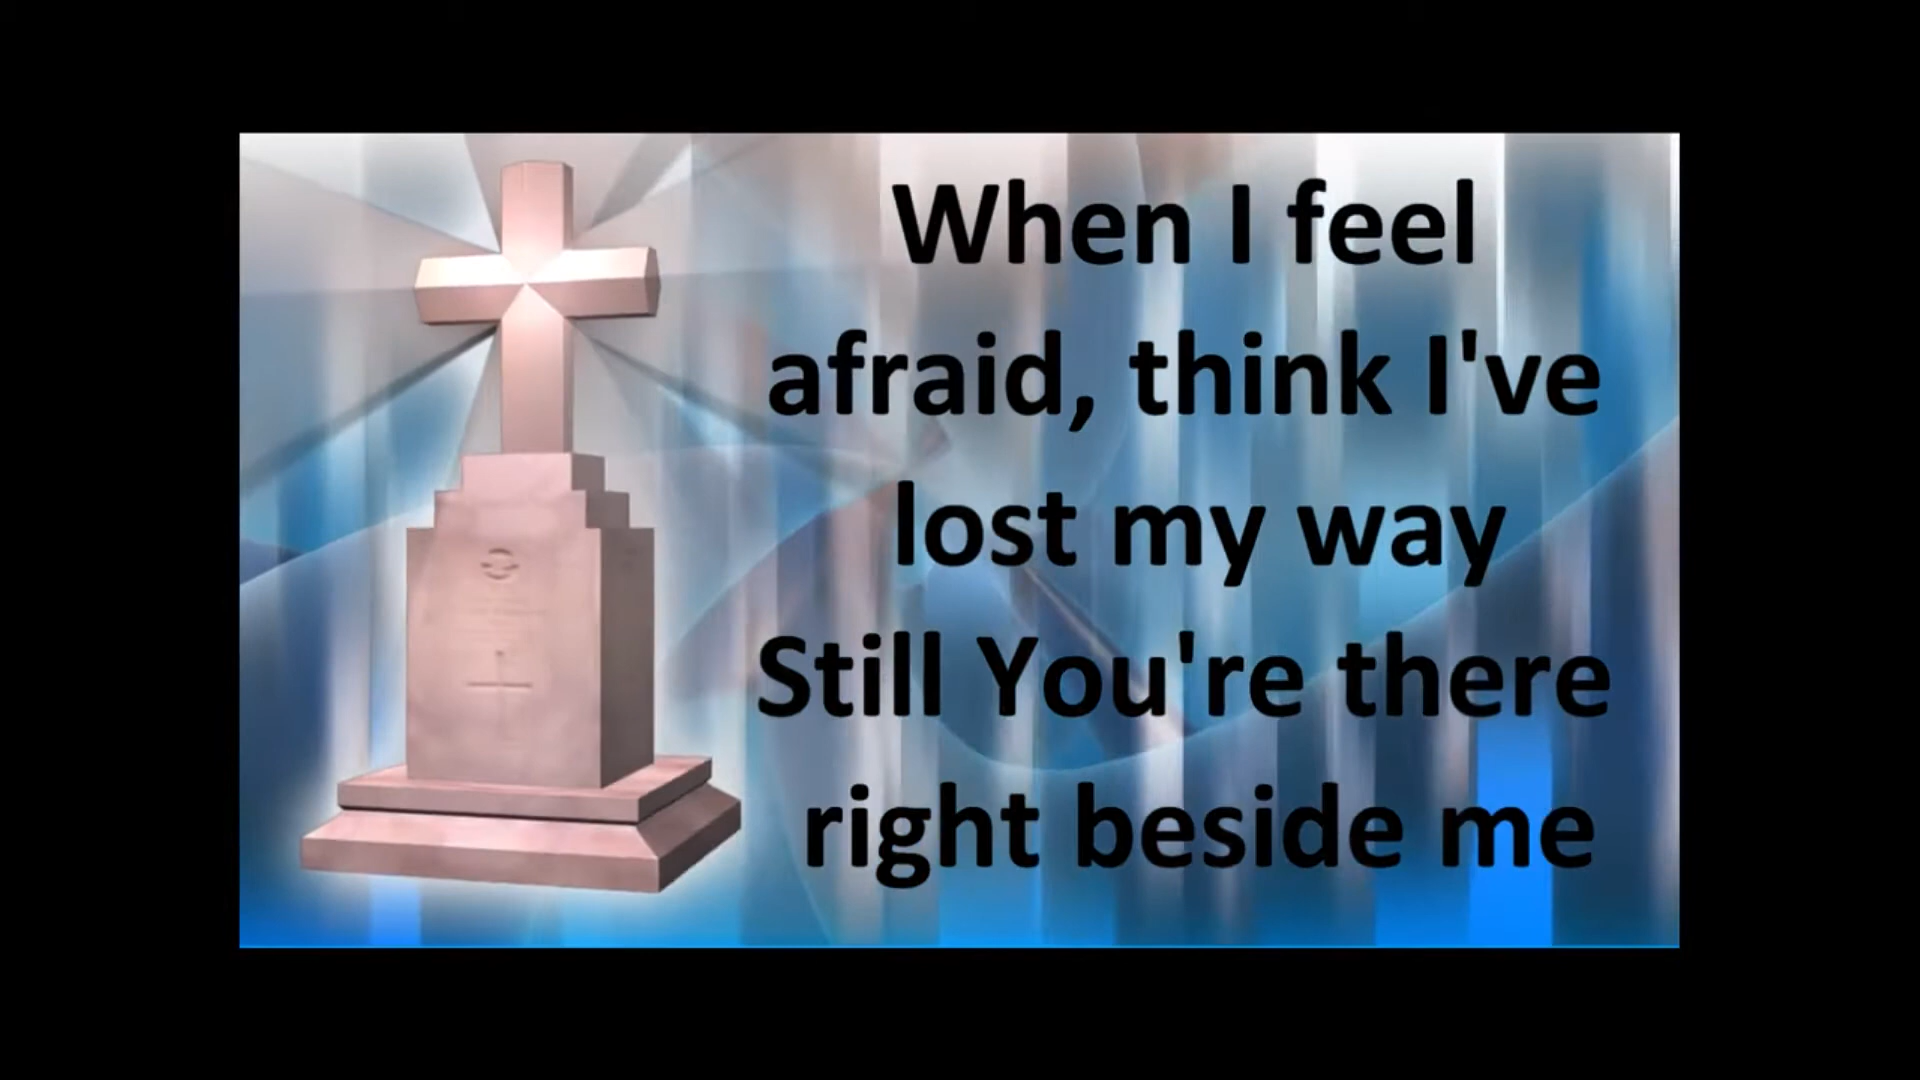 When I feel
afraid, think I've
lost my way
Still You're there
right beside me